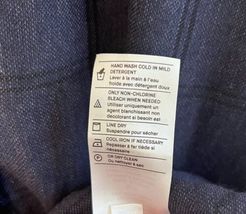 HAND WASH COLD IN MILD
DETERGENT
Laver à la main à l'eau
froide avec détergent doux
ONLY NON-CHLORINE
BLEACH WHEN NEEDED
Utiliser uniquement un
agent blanchissant non
décolorant si besoin est
LINE DRY
Suspendre pour sécher
COOL IRON IF NECESSARY
Repasser à fer tiède si
nécessaire
OR DRY CLEAN
Ou nettoyer à sec